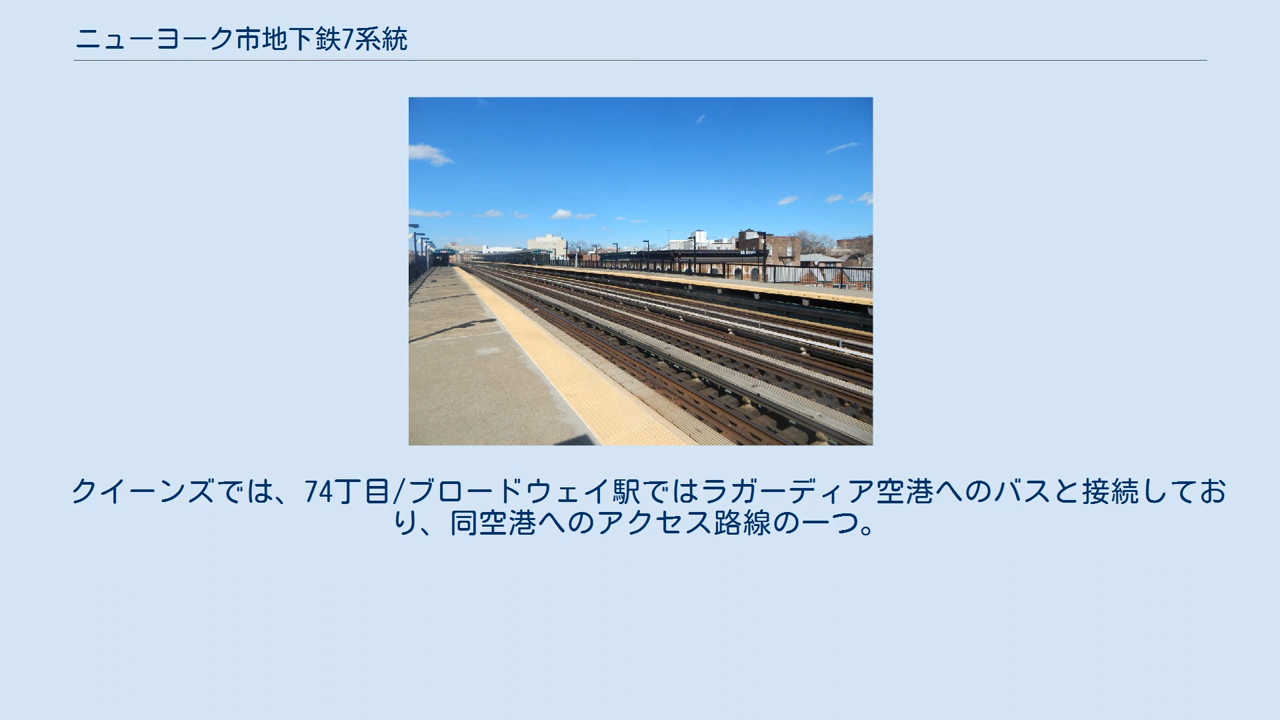 ニューヨーク市地下鉄7系統
クイーンズでは、74丁目/ブロードウェイ駅ではラガーディア空港へのバスと接続してお
り、同空港へのアクセス路線の一つ。